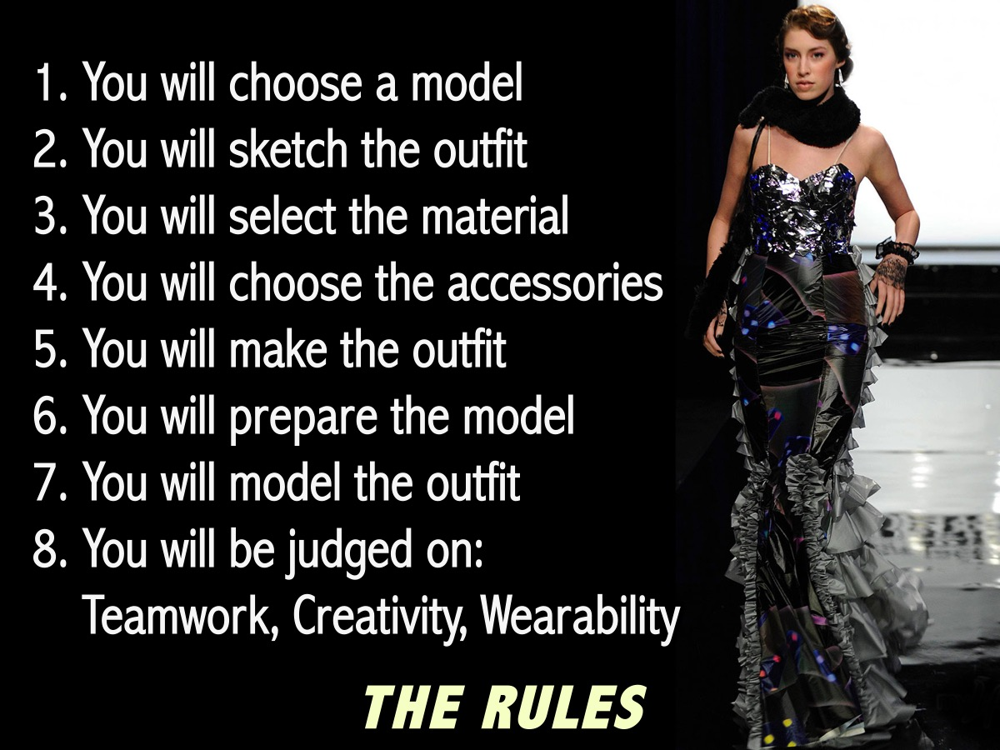 1. You will choose a model
2. You will sketch the outfit
3. You will select the material
4. You will choose the accessories
5. You will make the outfit
6. You will prepare the model
7. You will model the outfit
8. You will be judged on:
Teamwork, Creativity, Wearability
THE RULES